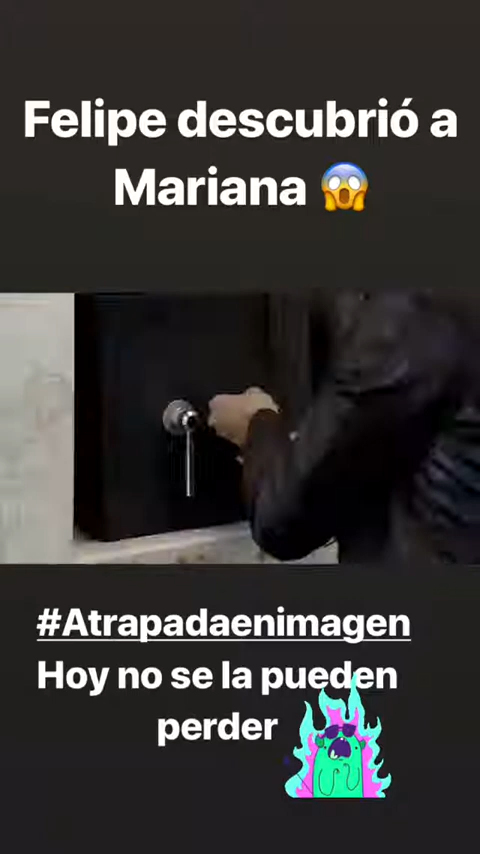 Felipe descubrió a
Mariana 😱
#Atrapadaenimagen
Hoy no se la pueden
perder